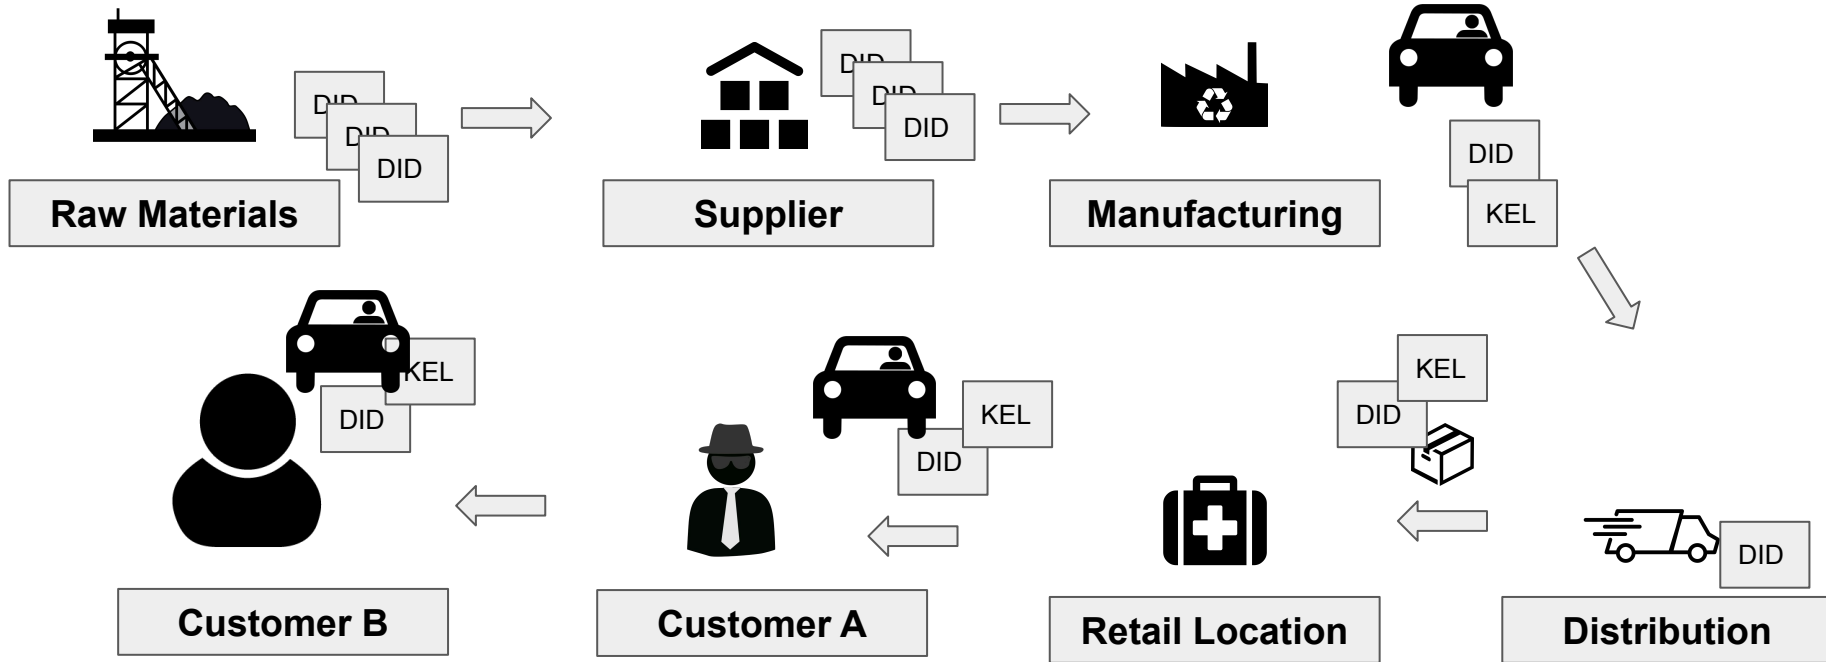 DID
DID
DID
Raw Materials
DID
DID
DID
Supplier
Manufacturing
DID
KEL
KEL
DID
Customer B
KEL
DID
Customer A
KEL
DID
Retail Location
DID
Distribution